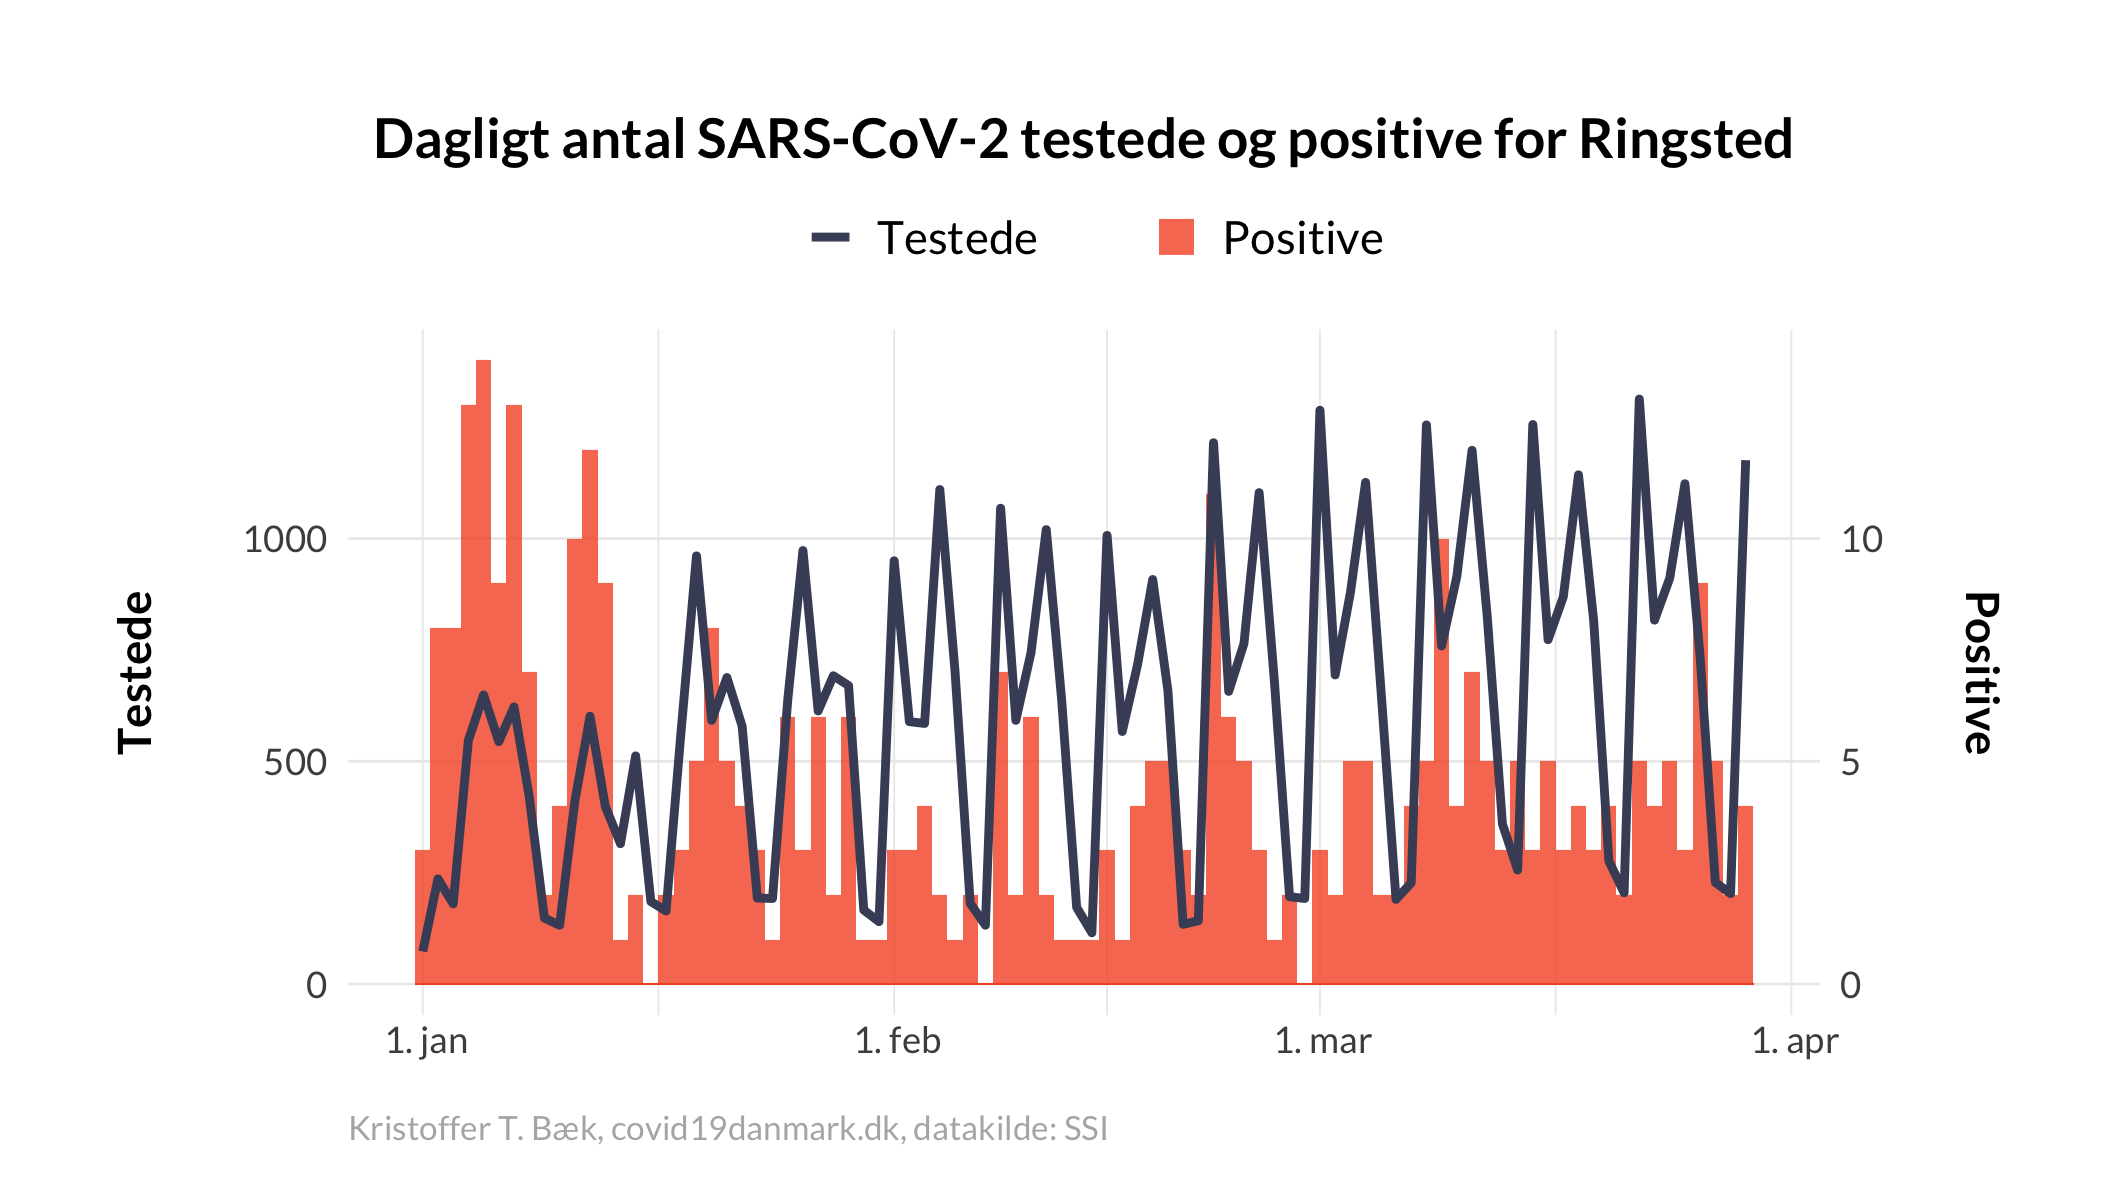 Dagligt antal SARS-CoV-2 testede og positive for Ringsted
Testede
Positive
Testede
1000
500
0
10
5
0
Positive
1. jan
1. feb
1. mar
1. apr
Kristoffer T. Bæk, covid19danmark.dk, datakilde: SSI